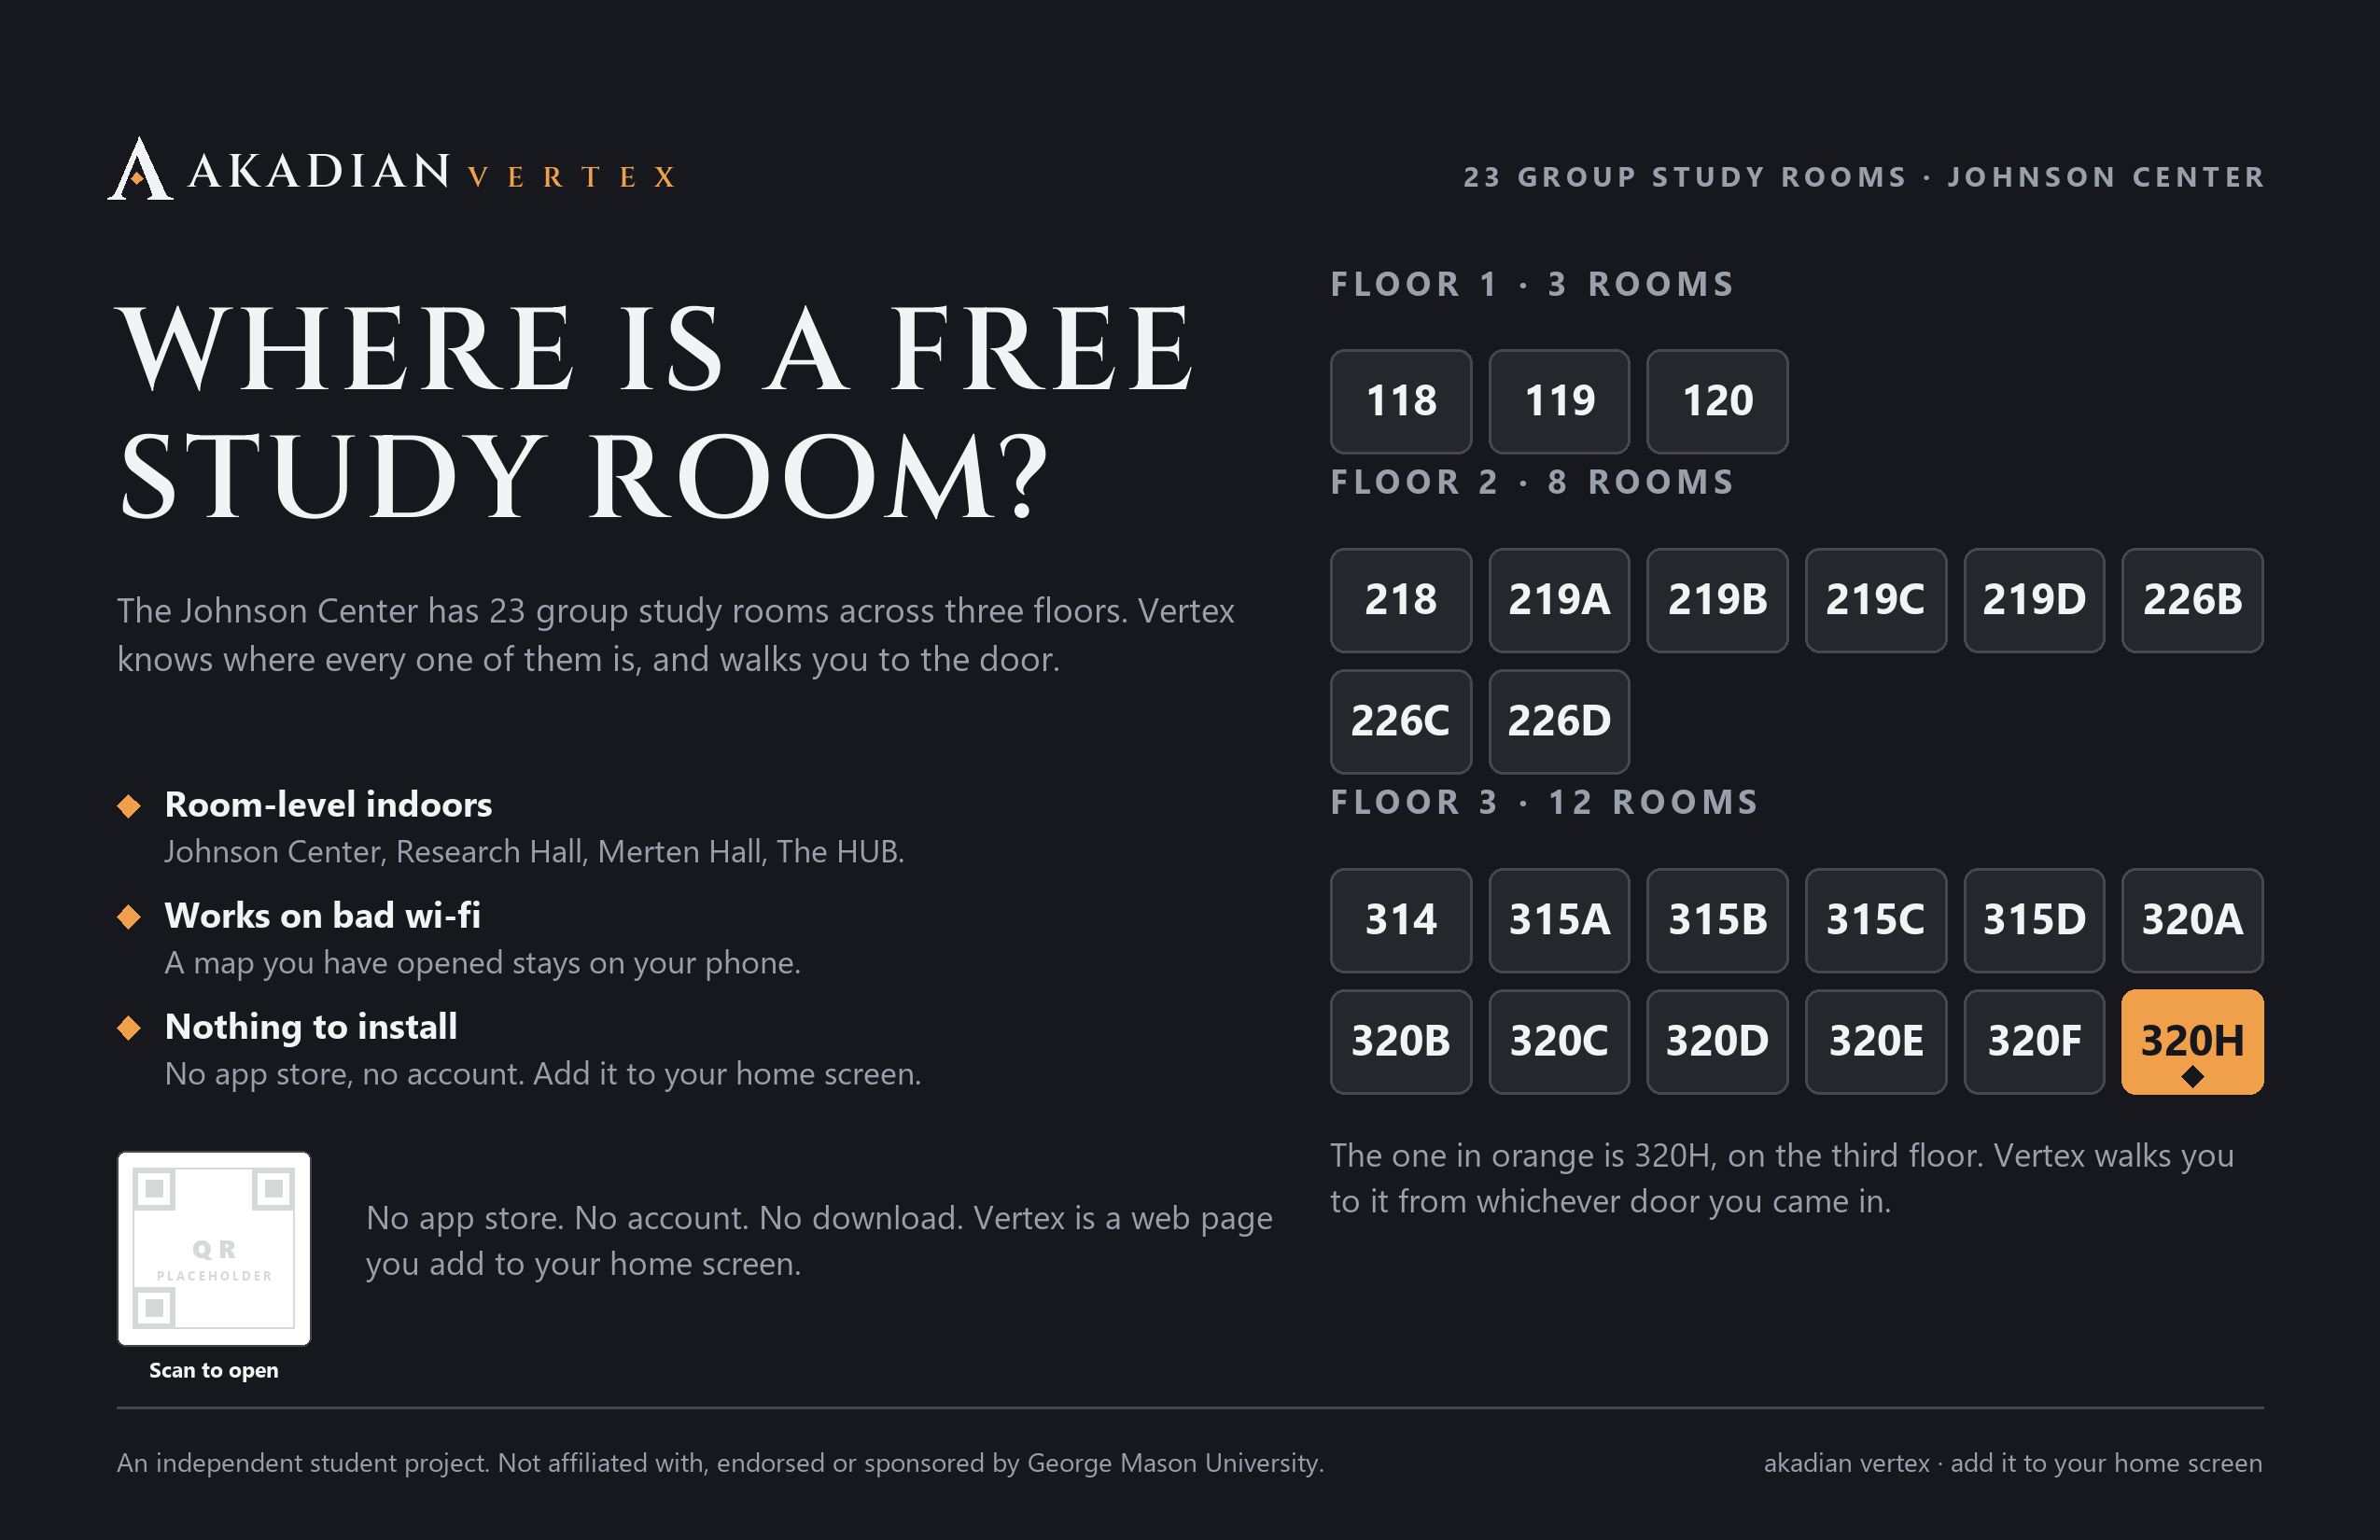 AKADIAN VERTEX
23 GROUP STUDY ROOMS · JOHNSON CENTER
WHERE IS A FREE
STUDY ROOM?
The Johnson Center has 23 group study rooms across three floors. Vertex
knows where every one of them is, and walks you to the door.
Room-level indoors
Johnson Center, Research Hall, Merten Hall, The HUB.
Works on bad wi-fi
A map you have opened stays on your phone.
Nothing to install
No app store, no account. Add it to your home screen.
QR
PLACEHOLDER
Scan to open
No app store. No account. No download. Vertex is a web page
you add to your home screen.
FLOOR 1 · 3 ROOMS
118 119 120
FLOOR 2 · 8 ROOMS
218 219A 219B 219C 219D 226B
226C 226D
FLOOR 3 · 12 ROOMS
314 315A 315B 315C 315D 320A
320B 320C 320D 320E 320F 320H
The one in orange is 320H, on the third floor. Vertex walks you
to it from whichever door you came in.
An independent student project. Not affiliated with, endorsed or sponsored by George Mason University.
akadian vertex · add it to your home screen